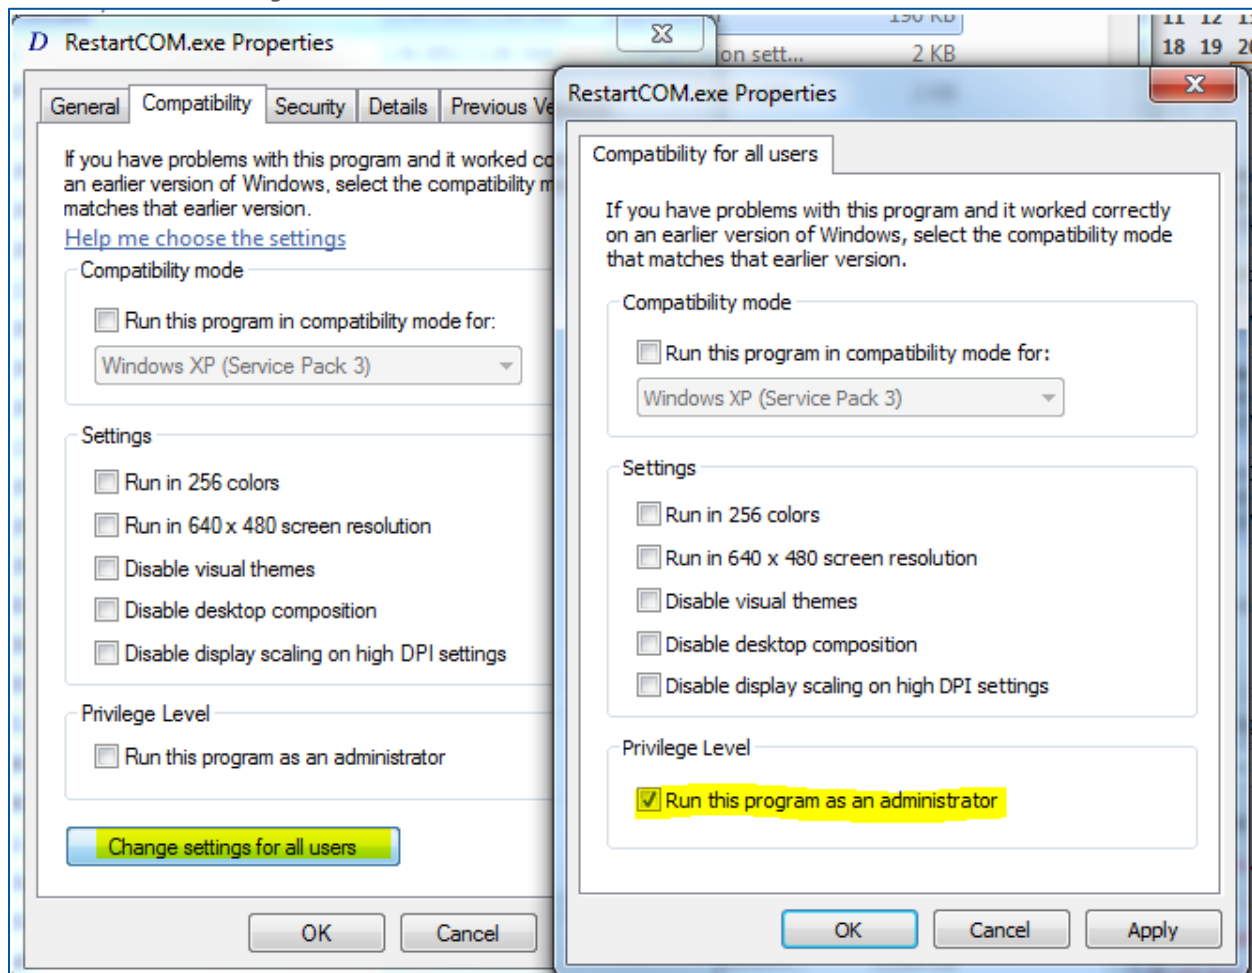 190 KB
on sett... 2 KB
11 12
18 19 20
D RestartCOM.exe Properties
General Compatibility Security Details Previous Ve
If you have problems with this program and it worked co
an earlier version of Windows, select the compatibility m
matches that earlier version.
Help me choose the settings
Compatibility mode
Run this program in compatibility mode for:
Windows XP (Service Pack 3)
Settings
Run in 256 colors
Run in 640 x 480 screen resolution
Disable visual themes
Disable desktop composition
Disable display scaling on high DPI settings
Privilege Level
Run this program as an administrator
Change settings for all users
OK Cancel
RestartCOM.exe Properties
Compatibility for all users
If you have problems with this program and it worked correctly
on an earlier version of Windows, select the compatibility mode
that matches that earlier version.
Compatibility mode
Run this program in compatibility mode for:
Windows XP (Service Pack 3)
Settings
Run in 256 colors
Run in 640 x 480 screen resolution
Disable visual themes
Disable desktop composition
Disable display scaling on high DPI settings
Privilege Level
Run this program as an administrator
OK Cancel Apply